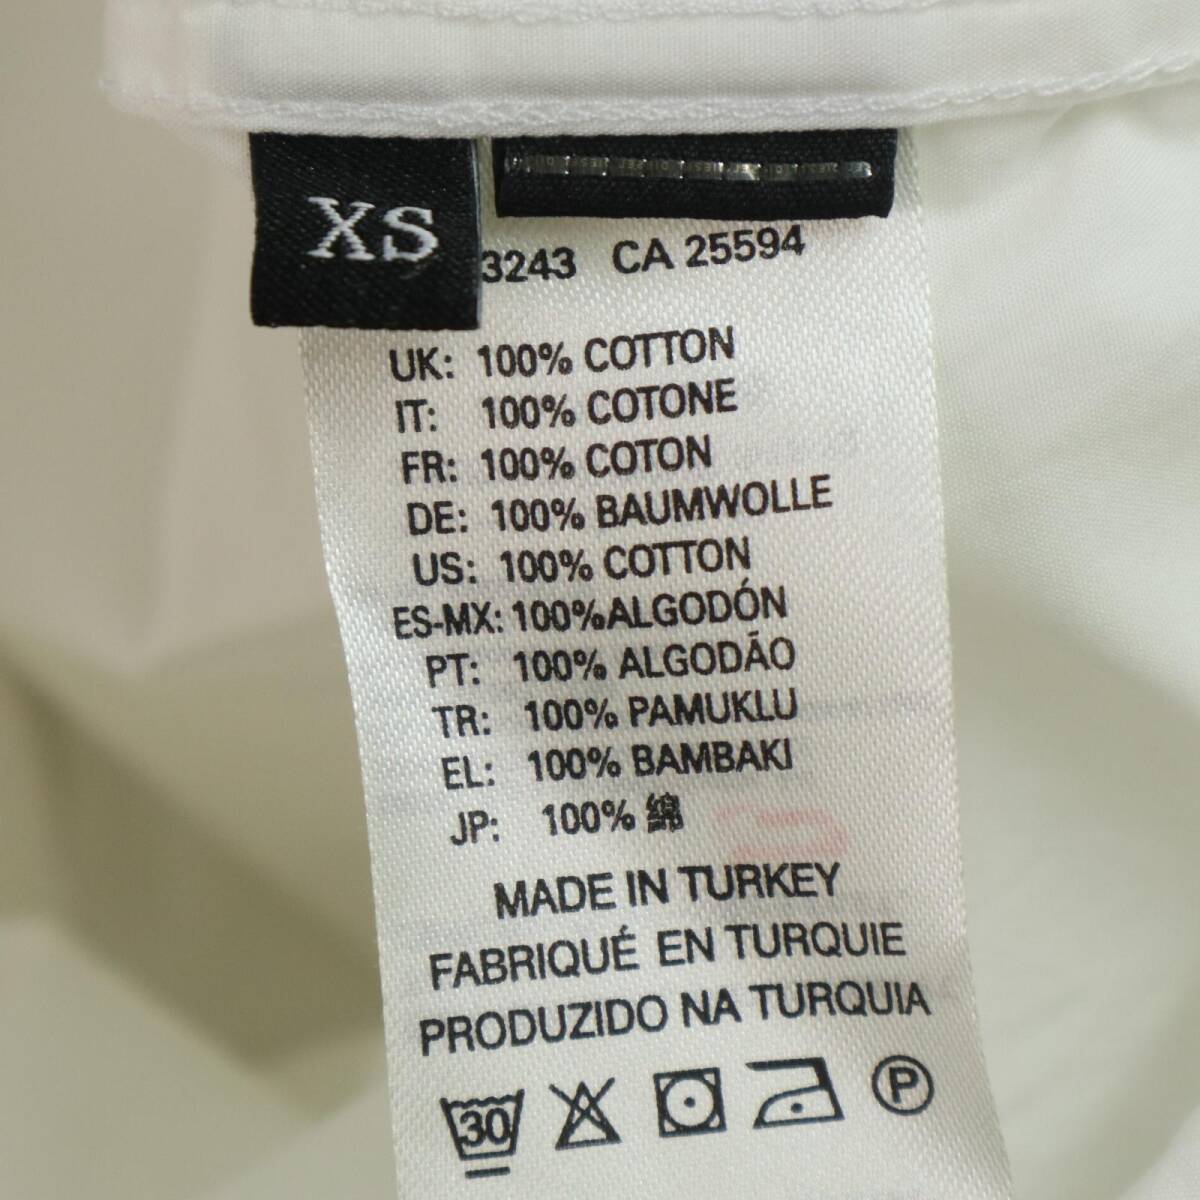 XS
3243 CA 25594
UK: 100% COTTON
IT: 100% COTONE
FR: 100% COTON
DE: 100% BAUMWOLLE
US: 100% COTTON
ES-MX: 100%ALGODÓN
PT: 100% ALGODÃO
TR: 100% PAMUKLU
EL: 100% BAMBAKI
JP: 100% 綿
MADE IN TURKEY
FABRIQUÉ EN TURQUIE
PRODUZIDO NA TURQUIA
30
P